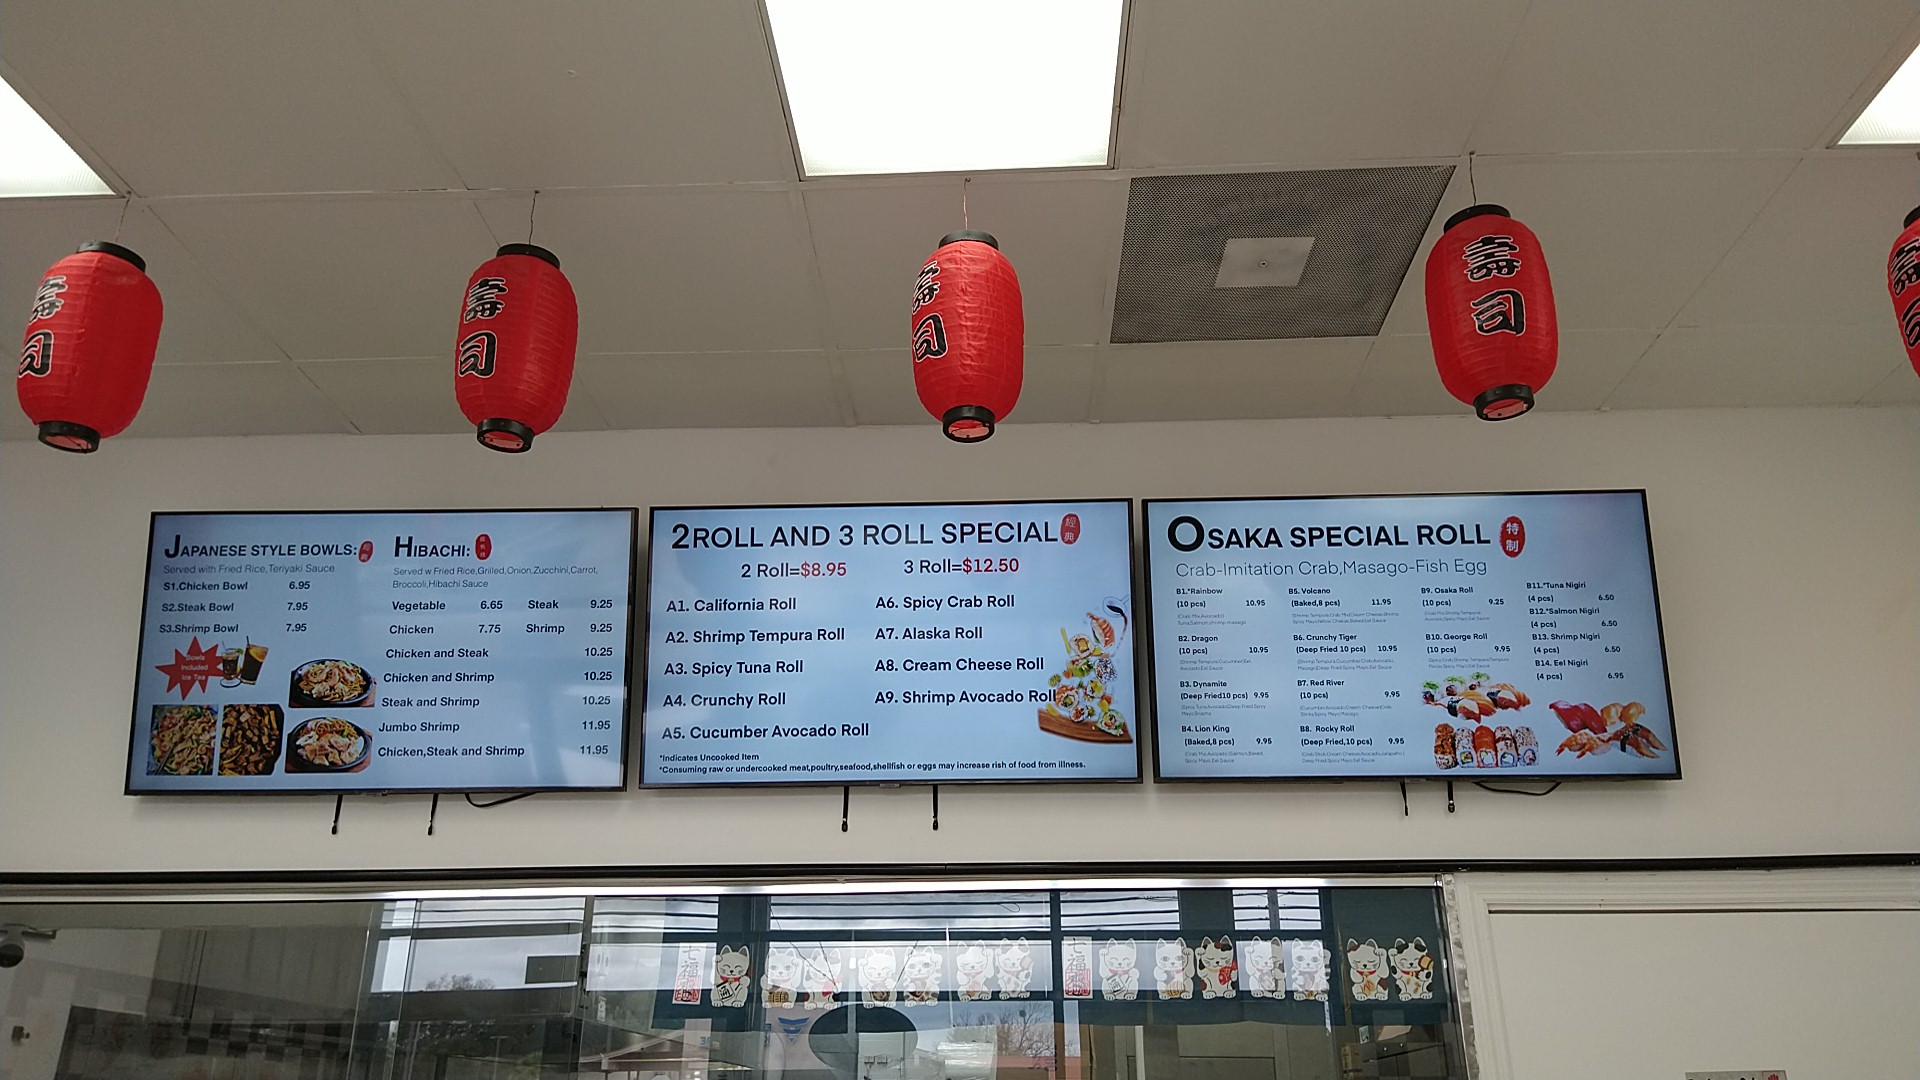 寿司
寿司
寿司
寿司
JAPANESE STYLE BOWLS:
Served with Fried Rice,Teriyaki Sauce
S1.Chicken Bowl 6.95
S2.Steak Bowl 7.95
S3.Shrimp Bowl 7.95
Bowls
Included
Ice Tea
HIBACHI:
Served w Fried Rice,Grilled,Onion,Zucchini,Carrot,
Broccoli,Hibachi Sauce
Vegetable 6.65 Steak 9.25
Chicken 7.75 Shrimp 9.25
Chicken and Steak 10.25
Chicken and Shrimp 10.25
Steak and Shrimp 10.25
Jumbo Shrimp 11.95
Chicken,Steak and Shrimp 11.95
2ROLL AND 3 ROLL SPECIAL
經典
2 Roll=$8.95 3 Roll=$12.50
A1. California Roll
A2. Shrimp Tempura Roll
A3. Spicy Tuna Roll
A4. Crunchy Roll
A5. Cucumber Avocado Roll
A6. Spicy Crab Roll
A7. Alaska Roll
A8. Cream Cheese Roll
A9. Shrimp Avocado Roll
*Indicates Uncooked Item
*Consuming raw or undercooked meat,poultry,seafood,shellfish or eggs may increase rish of food from illness.
OSAKA SPECIAL ROLL
特制
Crab-Imitation Crab,Masago-Fish Egg
B1.*Rainbow
(10 pcs) 10.95
B2. Dragon
(10 pcs) 10.95
B3. Dynamite
(Deep Fried10 pcs) 9.95
B4. Lion King
(Baked,8 pcs) 9.95
B5. Volcano
(Baked,8 pcs) 11.95
B6. Crunchy Tiger
(Deep Fried 10 pcs) 10.95
B7. Red River
(10 pcs) 9.95
B8. Rocky Roll
(Deep Fried,10 pcs) 9.95
B9. Osaka Roll
(10 pcs) 9.25
B10. George Roll
(10 pcs) 9.95
B11.*Tuna Nigiri
(4 pcs) 6.50
B12.*Salmon Nigiri
(4 pcs) 6.50
B13. Shrimp Nigiri
(4 pcs) 6.50
B14. Eel Nigiri
(4 pcs) 6.95
七福
七福